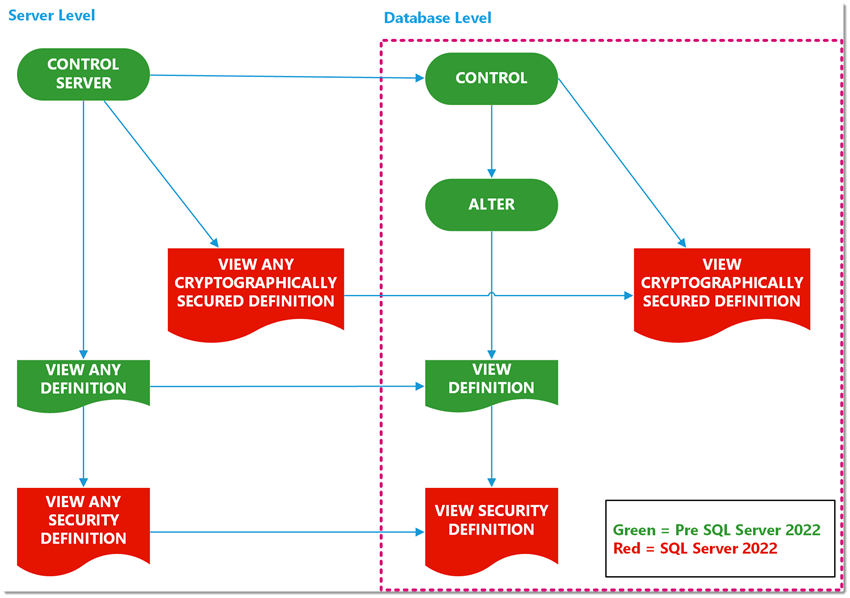 Server Level
Database Level
CONTROL
SERVER
CONTROL
ALTER
VIEW ANY
CRYPTOGRAPHICALLY
SECURED DEFINITION
VIEW
CRYPTOGRAPHICALLY
SECURED DEFINITION
VIEW ANY
DEFINITION
VIEW
DEFINITION
VIEW ANY
SECURITY
DEFINITION
VIEW SECURITY
DEFINITION
Green = Pre SQL Server 2022
Red = SQL Server 2022